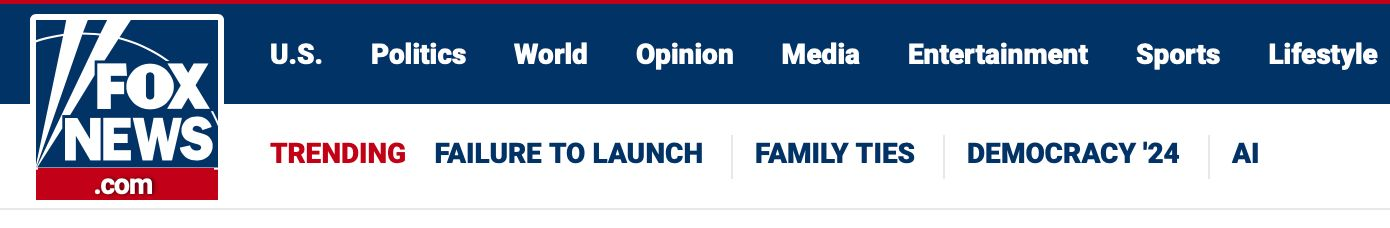 FOX
NEWS
.com
U.S. Politics World Opinion Media Entertainment Sports Lifestyle
TRENDING FAILURE TO LAUNCH FAMILY TIES DEMOCRACY '24 AI